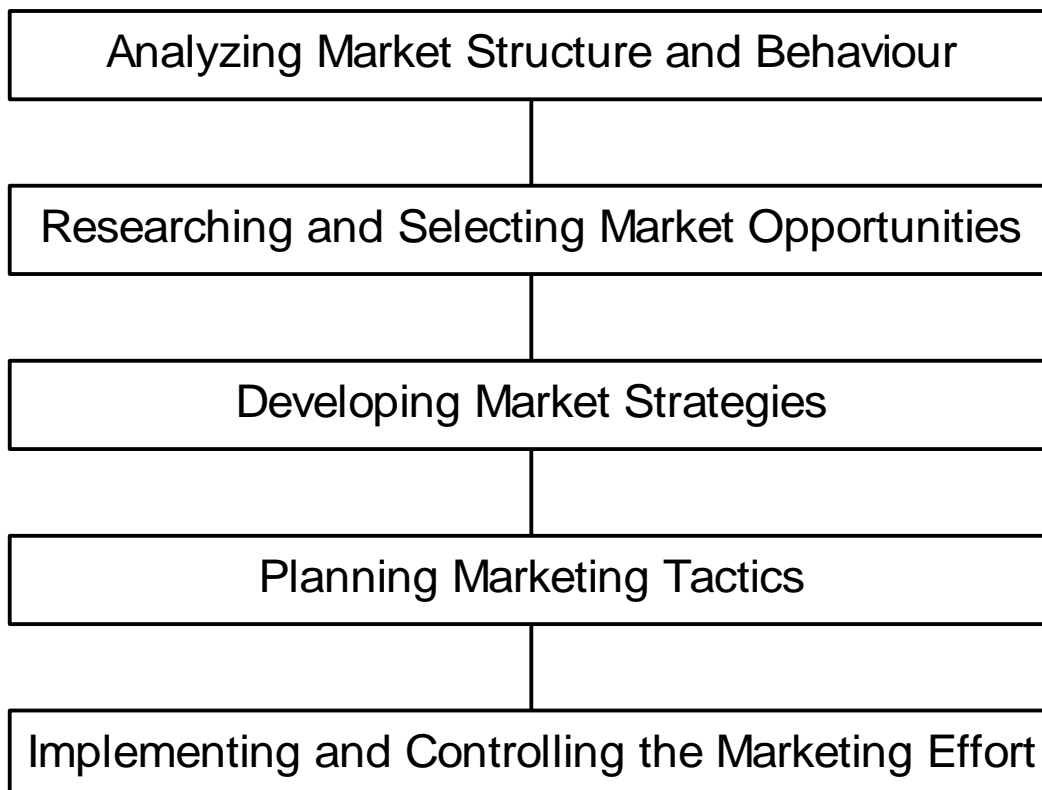 Analyzing Market Structure and Behaviour
Researching and Selecting Market Opportunities
Developing Market Strategies
Planning Marketing Tactics
Implementing and Controlling the Marketing Effort